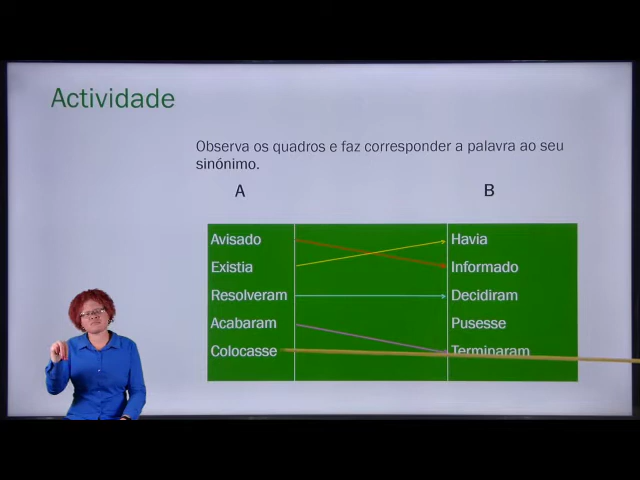 Actividade
Observa os quadros e faz corresponder a palavra ao seu
sinónimo.
A B
Avisado Havia
Existia Informado
Resolveram Decidiram
Acabaram Pusesse
Colocasse Terminaram